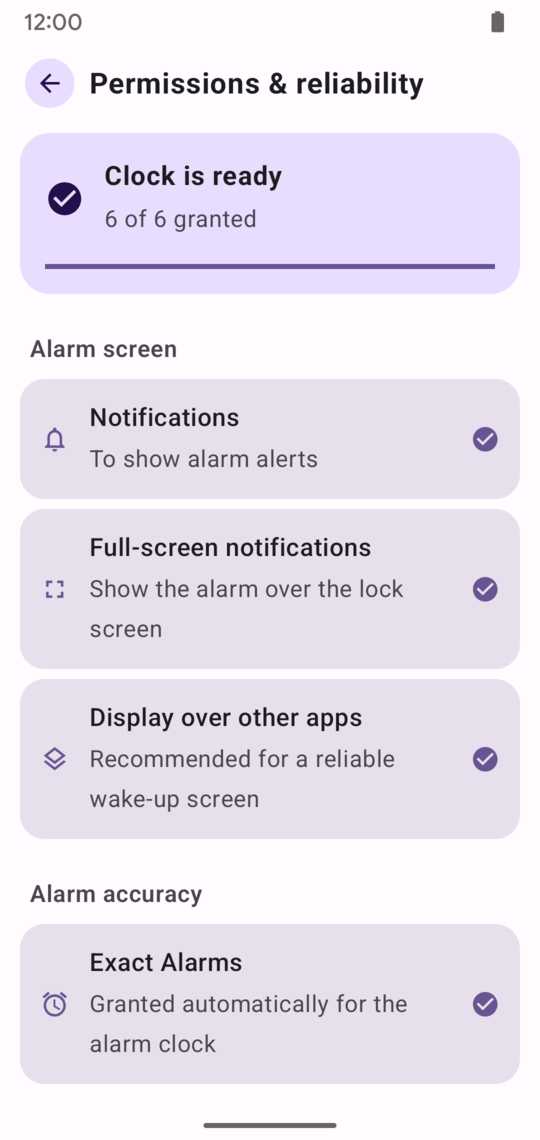 12:00
Permissions & reliability
Clock is ready
6 of 6 granted
Alarm screen
Notifications
To show alarm alerts
Full-screen notifications
Show the alarm over the lock
screen
Display over other apps
Recommended for a reliable
wake-up screen
Alarm accuracy
Exact Alarms
Granted automatically for the
alarm clock